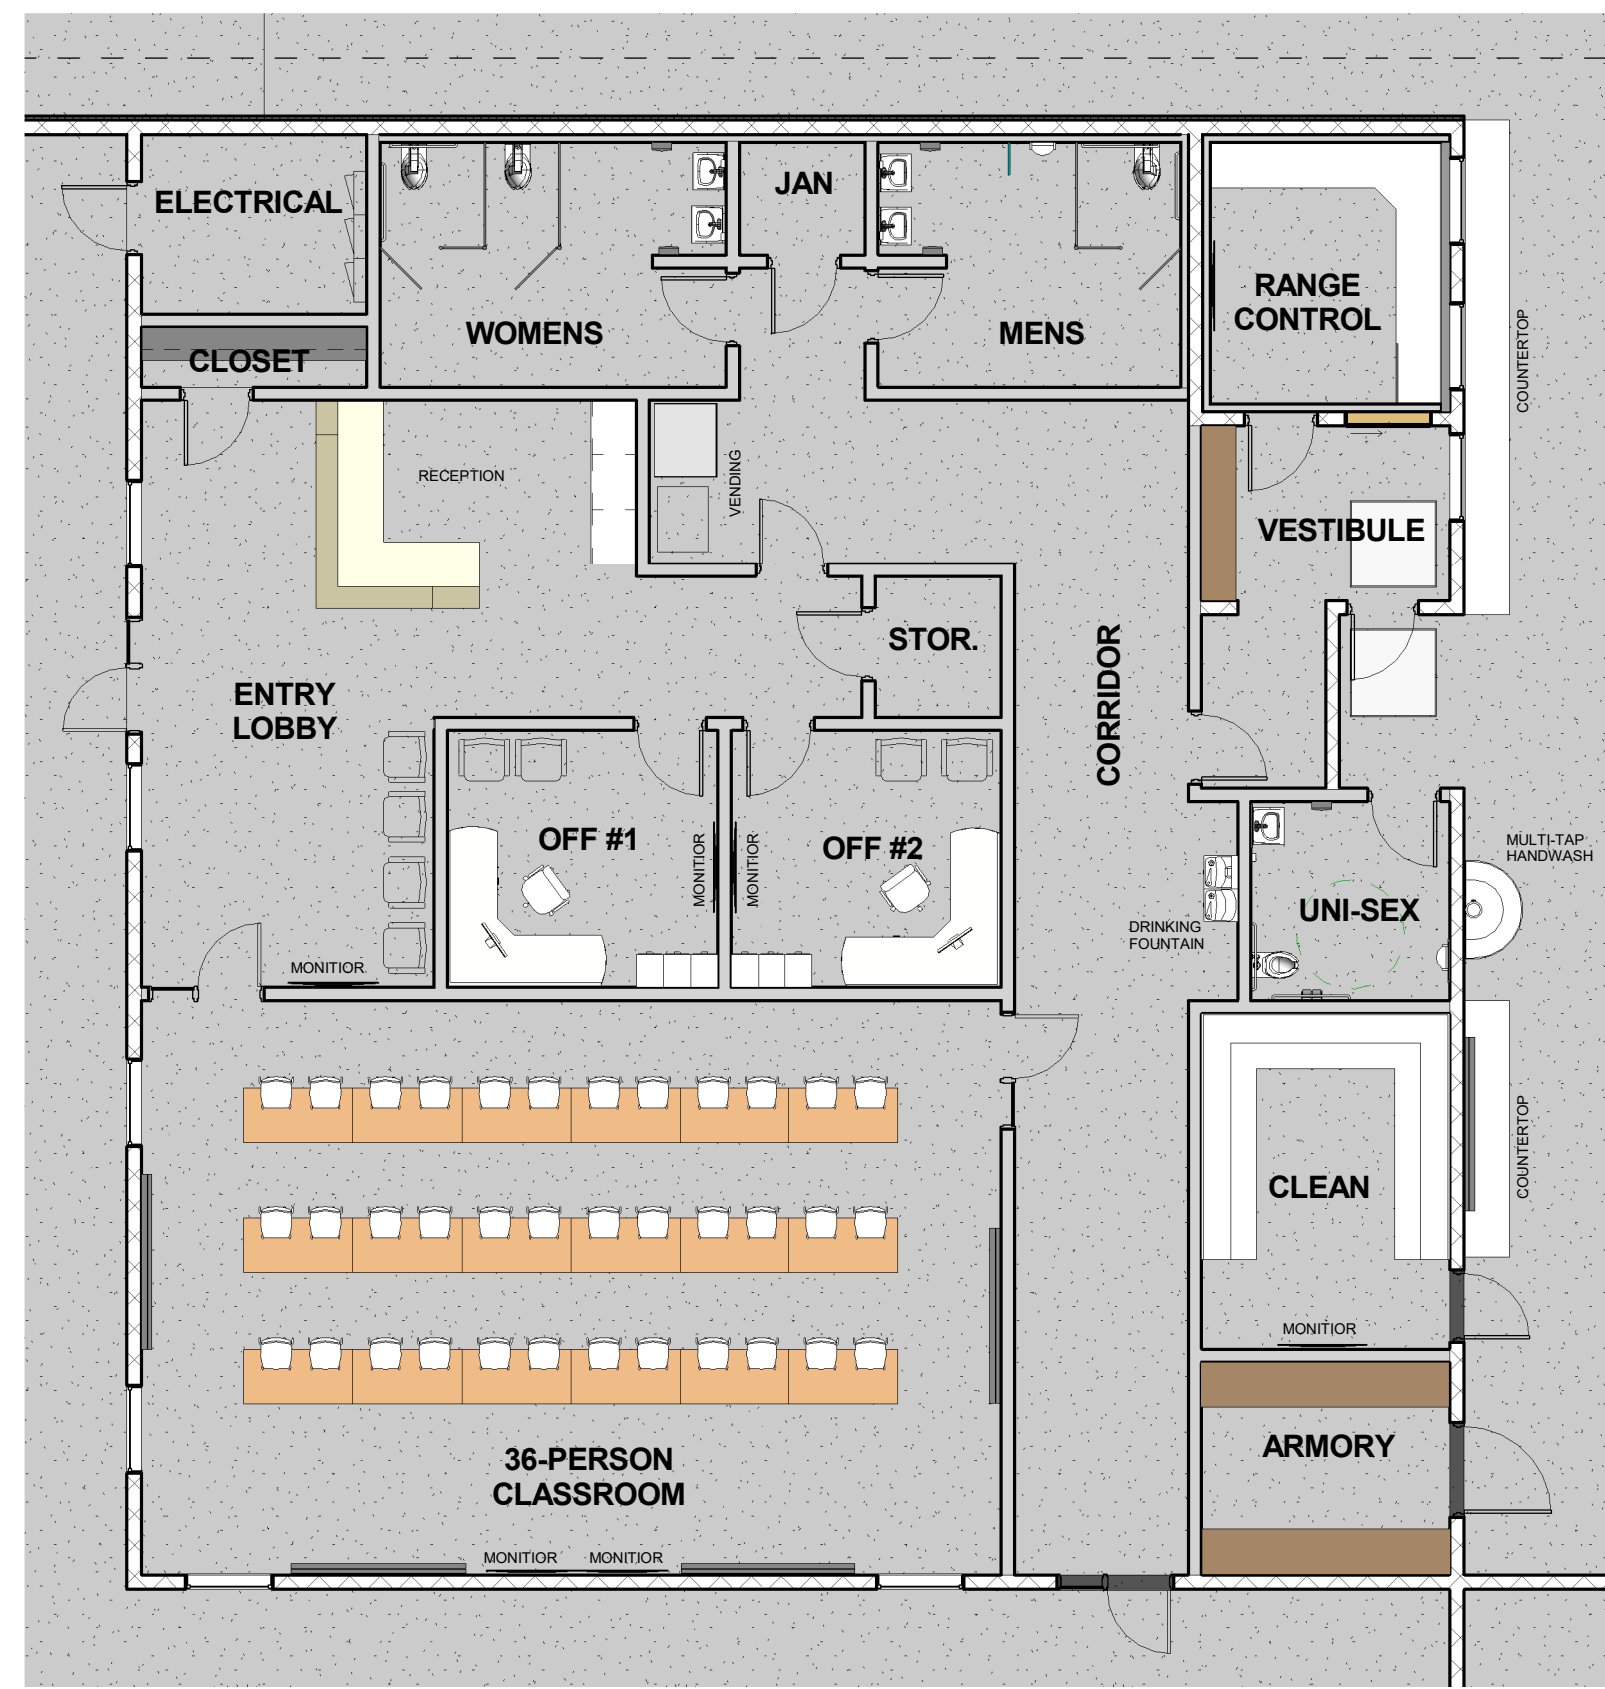 JAN
ELECTRICAL
RANGE
CONTROL
WOMENS
MENS
CLOSET
COUNTERTOP
RECEPTION
VENDING
VESTIBULE
STOR.
CORRIDOR
ENTRY
LOBBY
OFF #1
MONITIOR
MONITIOR
OFF #2
MULTI-TAP
HANDWASH
UNI-SEX
DRINKING
FOUNTAIN
MONITIOR
COUNTERTOP
CLEAN
MONITIOR
ARMORY
36-PERSON
CLASSROOM
MONITIOR
MONITIOR